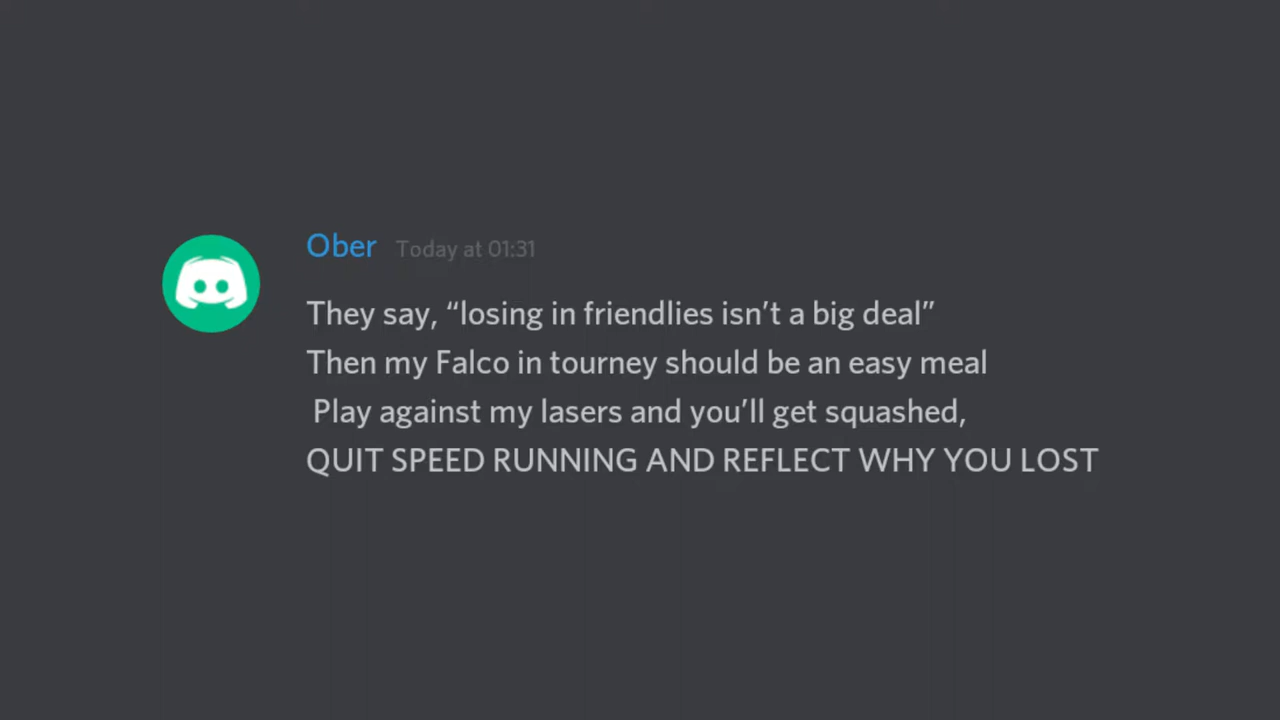 Ober Today at 01:31
They say, “losing in friendlies isn’t a big deal”
Then my Falco in tourney should be an easy meal
Play against my lasers and you’ll get squashed,
QUIT SPEED RUNNING AND REFLECT WHY YOU LOST